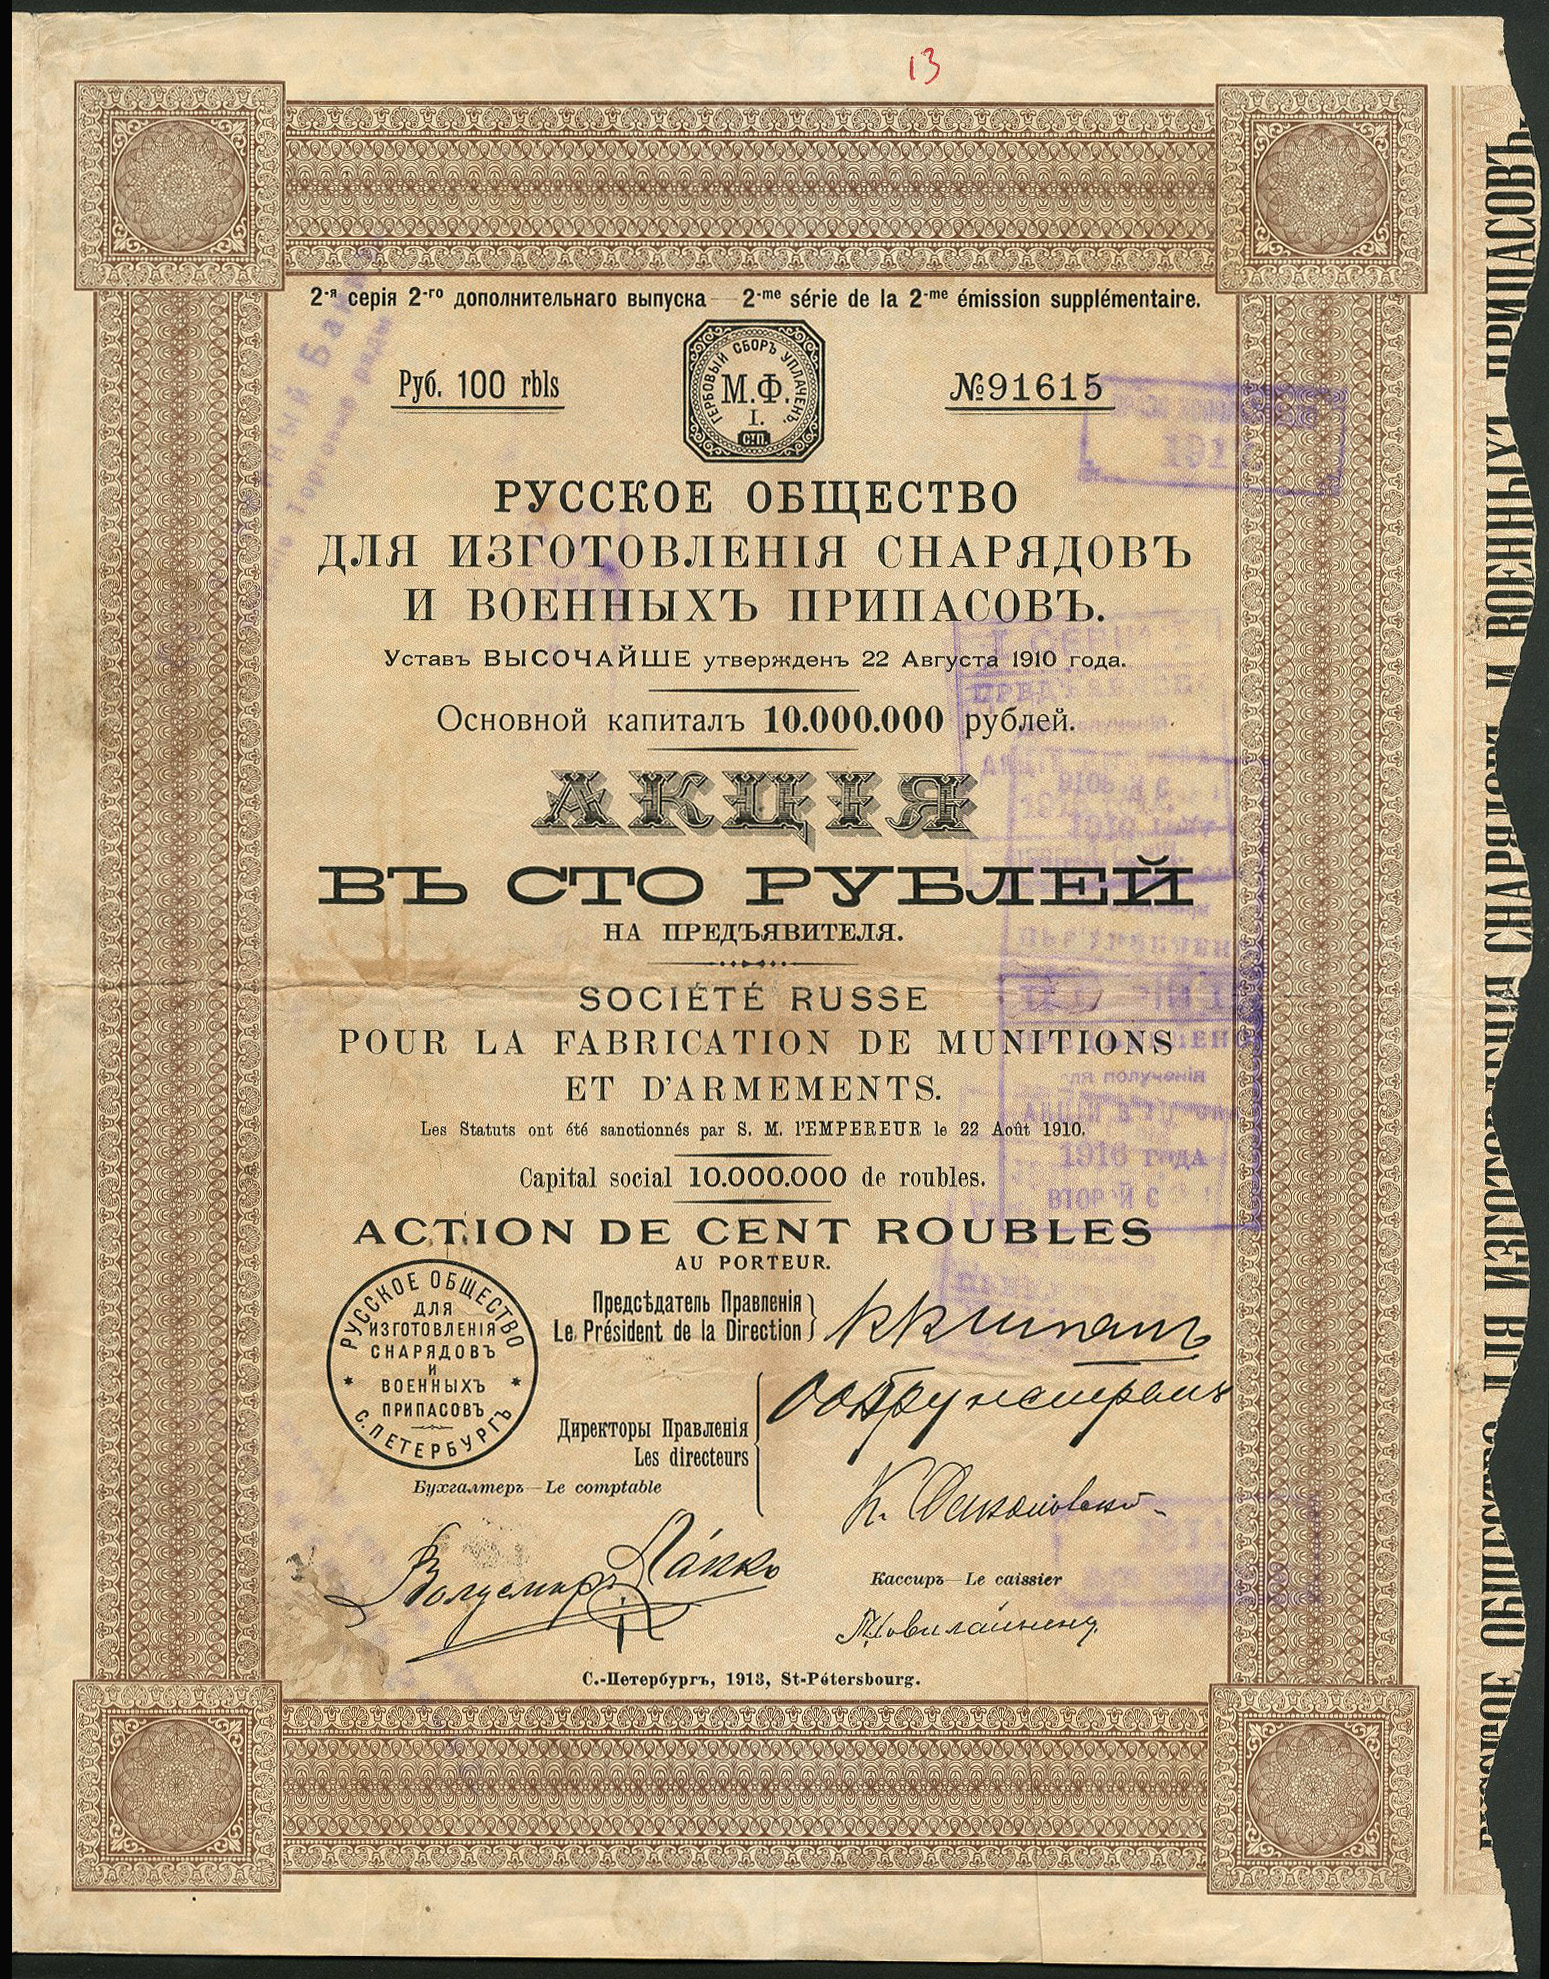 13
2-я серія 2-го дополнительнаго выпуска — 2-me série de la 2-me émission supplémentaire.
Руб. 100 rbls
ГЕРБОВЫЙ СБОРЪ УПЛАЧЕНЪ.
М.Ф.
I.
СПП.
№91615
РУССКОЕ ОБЩЕСТВО
ДЛЯ ИЗГОТОВЛЕНІЯ СНАРЯДОВЪ
И ВОЕННЫХЪ ПРИПАСОВЪ.
Уставъ ВЫСОЧАЙШЕ утвержденъ 22 Августа 1910 года.
Основной капиталъ 10.000.000 рублей.
АКЦІЯ
ВЪ СТО РУБЛЕЙ
НА ПРЕДЪЯВИТЕЛЯ.
SOCIÉTÉ RUSSE
POUR LA FABRICATION DE MUNITIONS
ET D'ARMEMENTS.
Les Statuts ont été sanctionnés par S. M. l'EMPEREUR le 22 Août 1910.
Capital social 10.000.000 de roubles.
ACTION DE CENT ROUBLES
AU PORTEUR.
РУССКОЕ ОБЩЕСТВО
ДЛЯ
ИЗГОТОВЛЕНІЯ
СНАРЯДОВЪ
И
ВОЕННЫХЪ
ПРИПАСОВЪ
С. ПЕТЕРБУРГЪ
Предсѣдатель Правленія
Le Président de la Direction
Директоры Правленія
Les directeurs
Бухгалтеръ — Le comptable
Кассиръ — Le caissier
С.-Петербургъ, 1913, St-Pétersbourg.
для полученія
1916 года
РУССКОЕ ОБЩЕСТВО ДЛЯ ИЗГОТОВЛЕНІЯ СНАРЯДОВЪ И ВОЕННЫХЪ ПРИПАСОВЪ.